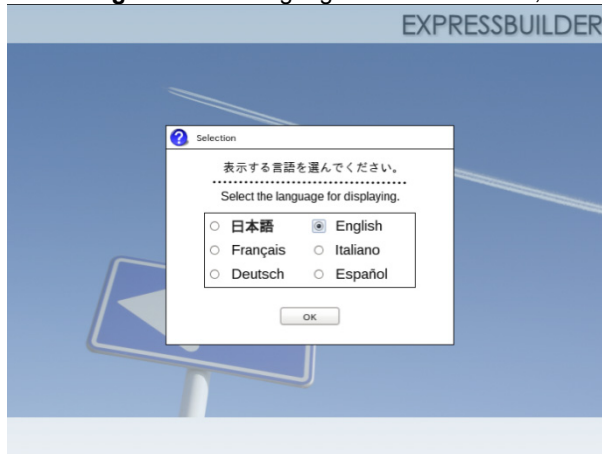 EXPRESSBUILDER
Selection
表示する言語を選んでください。
Select the language for displaying.
日本語 English
Français Italiano
Deutsch Español
OK